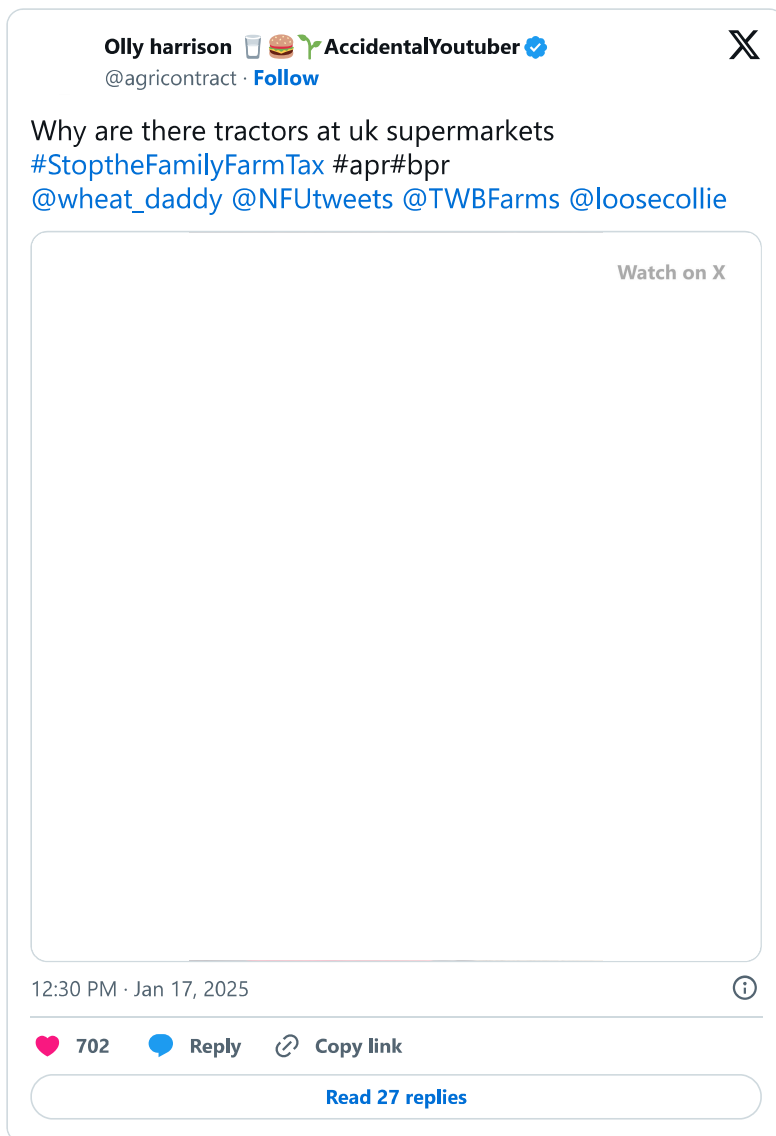 Olly harrison 🥛🍔🌱AccidentalYoutuber
@agricontract · Follow
Why are there tractors at uk supermarkets
#StoptheFamilyFarmTax #apr#bpr
@wheat_daddy @NFUtweets @TWBFarms @loosecollie
Watch on X
12:30 PM · Jan 17, 2025
702 Reply Copy link
Read 27 replies